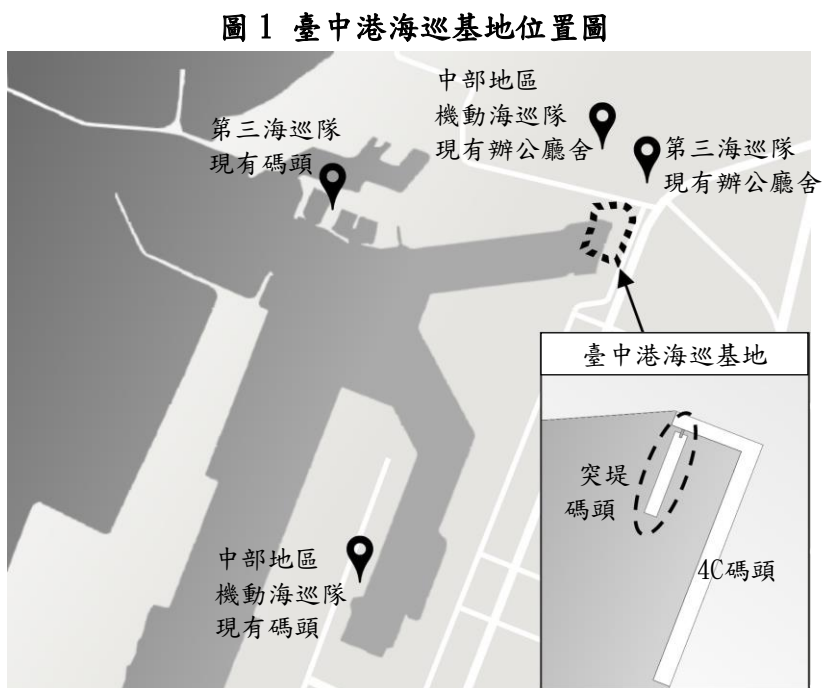 圖 1 臺中港海巡基地位置圖
中部地區
機動海巡隊
現有辦公廳舍
第三海巡隊
現有碼頭
第三海巡隊
現有辦公廳舍
臺中港海巡基地
突堤
碼頭
4C碼頭
中部地區
機動海巡隊
現有碼頭